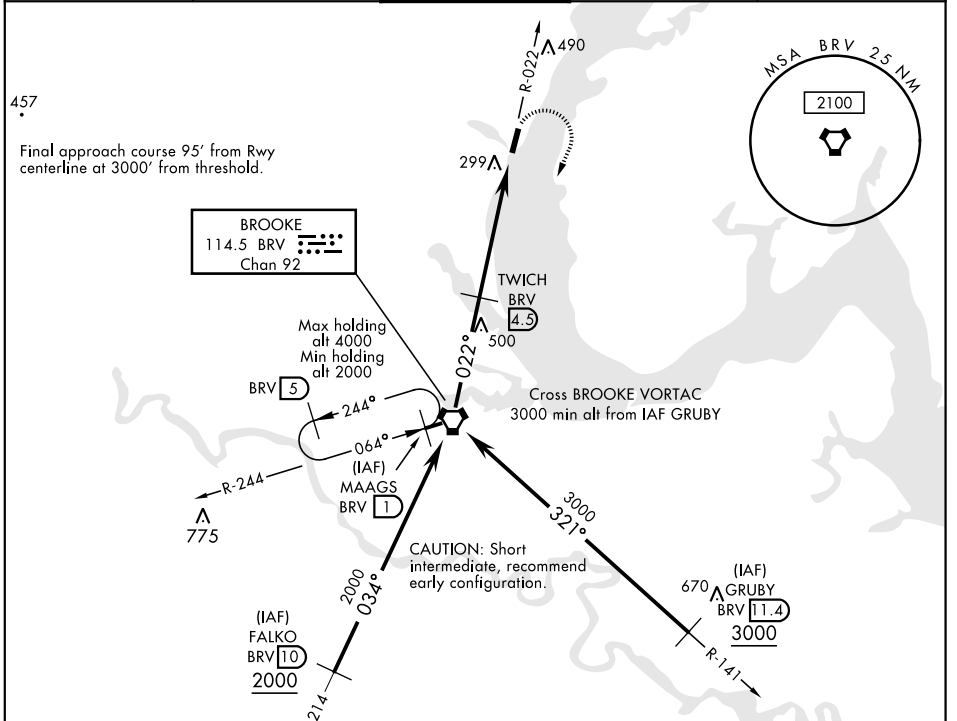 R-022
490
MSA BRV 25 NM
2100
457
Final approach course 95' from Rwy
centerline at 3000' from threshold.
299
BROOKE
114.5 BRV
Chan 92
TWICH
BRV
4.5
500
022°
Max holding
alt 4000
Min holding
alt 2000
BRV 5
244°
064°
R-244
775
Cross BROOKE VORTAC
3000 min alt from IAF GRUBY
(IAF)
MAAGS
BRV 1
3000
321°
CAUTION: Short
intermediate, recommend
early configuration.
2000
034°
(IAF)
FALKO
BRV 10
2000
214
670
(IAF)
GRUBY
BRV 11.4
3000
R-141